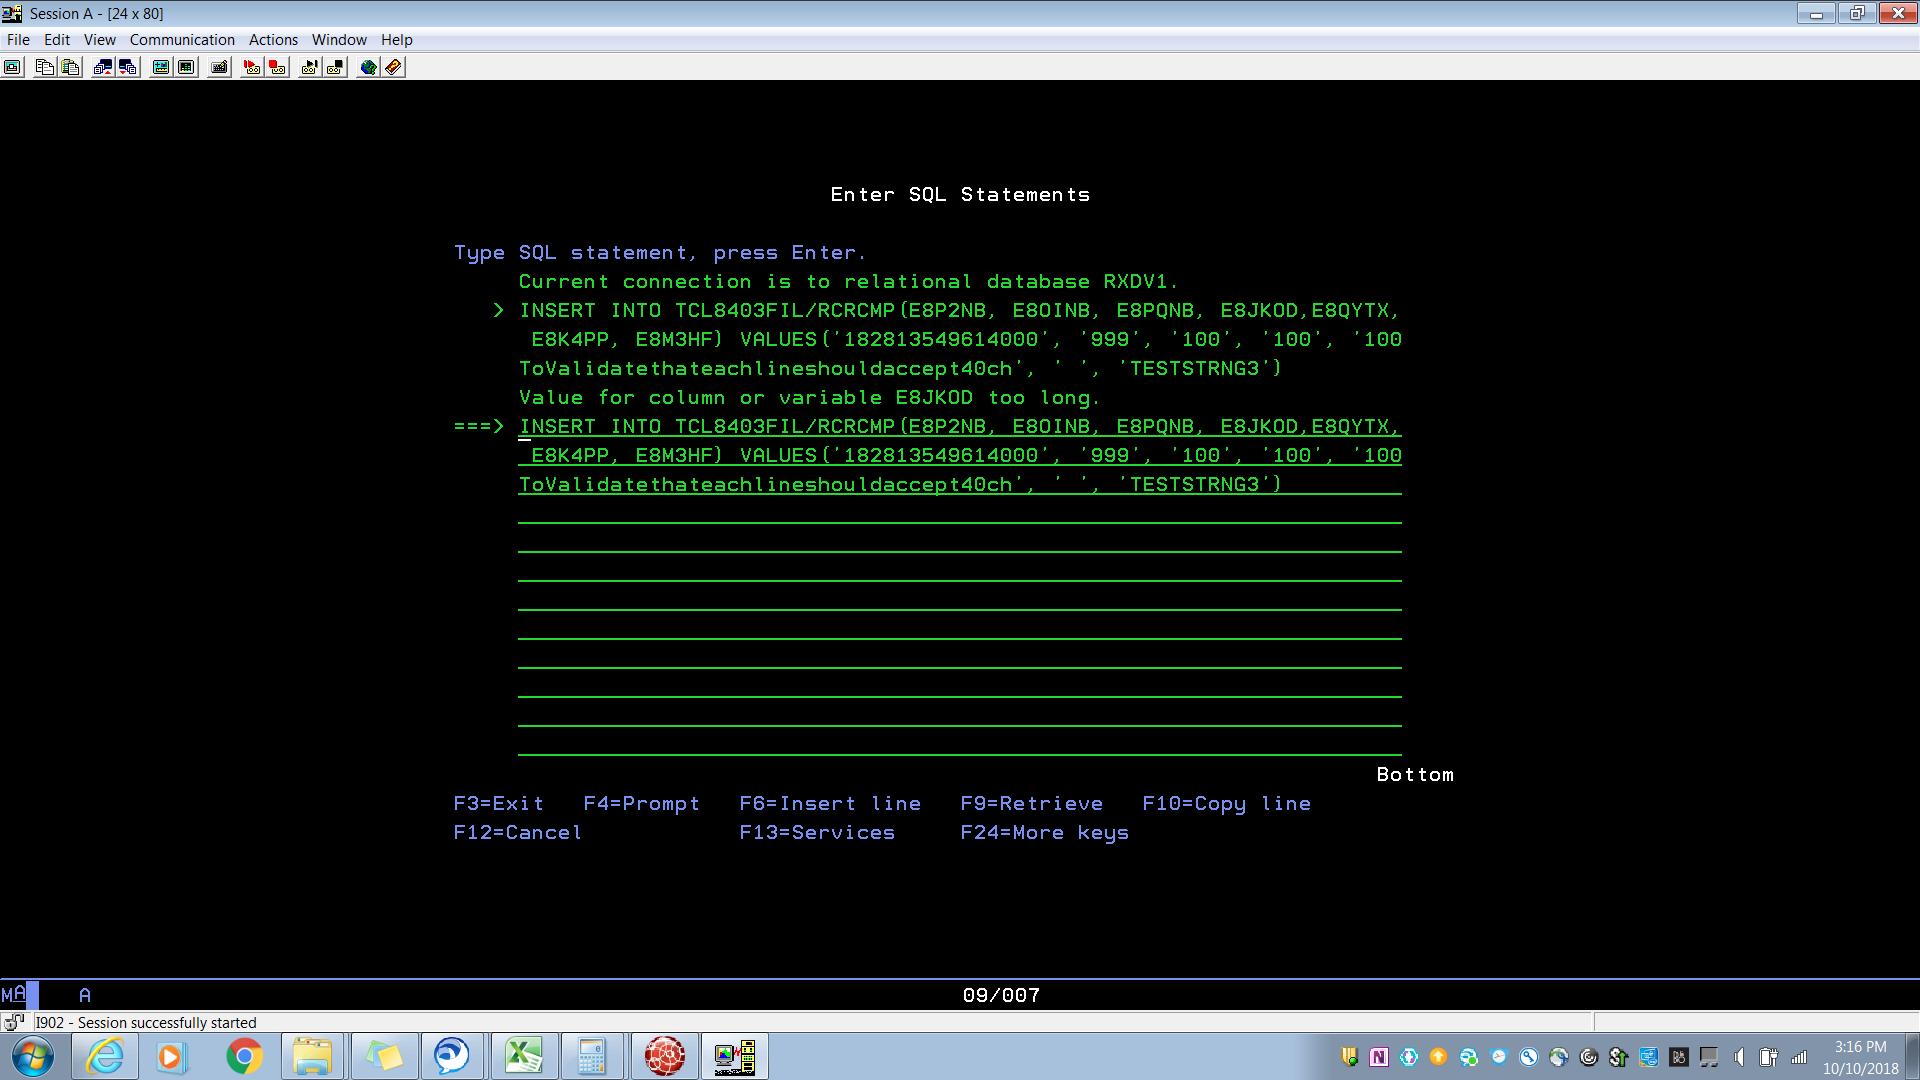 Session A - [24 x 80]
File Edit View Communication Actions Window Help
Enter SQL Statements
Type SQL statement, press Enter.
Current connection is to relational database RXDV1.
> INSERT INTO TCL8403FIL/RCRCMP(E8P2NB, E8OINB, E8PQNB, E8JKOD,E8QYTX,
E8K4PP, E8M3HF) VALUES('182813549614000', '999', '100', '100', '100
ToValidatethateachlineshouldaccept40ch', ' ', 'TESTSTRNG3')
Value for column or variable E8JKOD too long.
===> INSERT INTO TCL8403FIL/RCRCMP(E8P2NB, E8OINB, E8PQNB, E8JKOD,E8QYTX,
E8K4PP, E8M3HF) VALUES('182813549614000', '999', '100', '100', '100
ToValidatethateachlineshouldaccept40ch', ' ', 'TESTSTRNG3')
Bottom
F3=Exit F4=Prompt F6=Insert line F9=Retrieve F10=Copy line
F12=Cancel F13=Services F24=More keys
MA A 09/007
I902 - Session successfully started
3:16 PM
10/10/2018